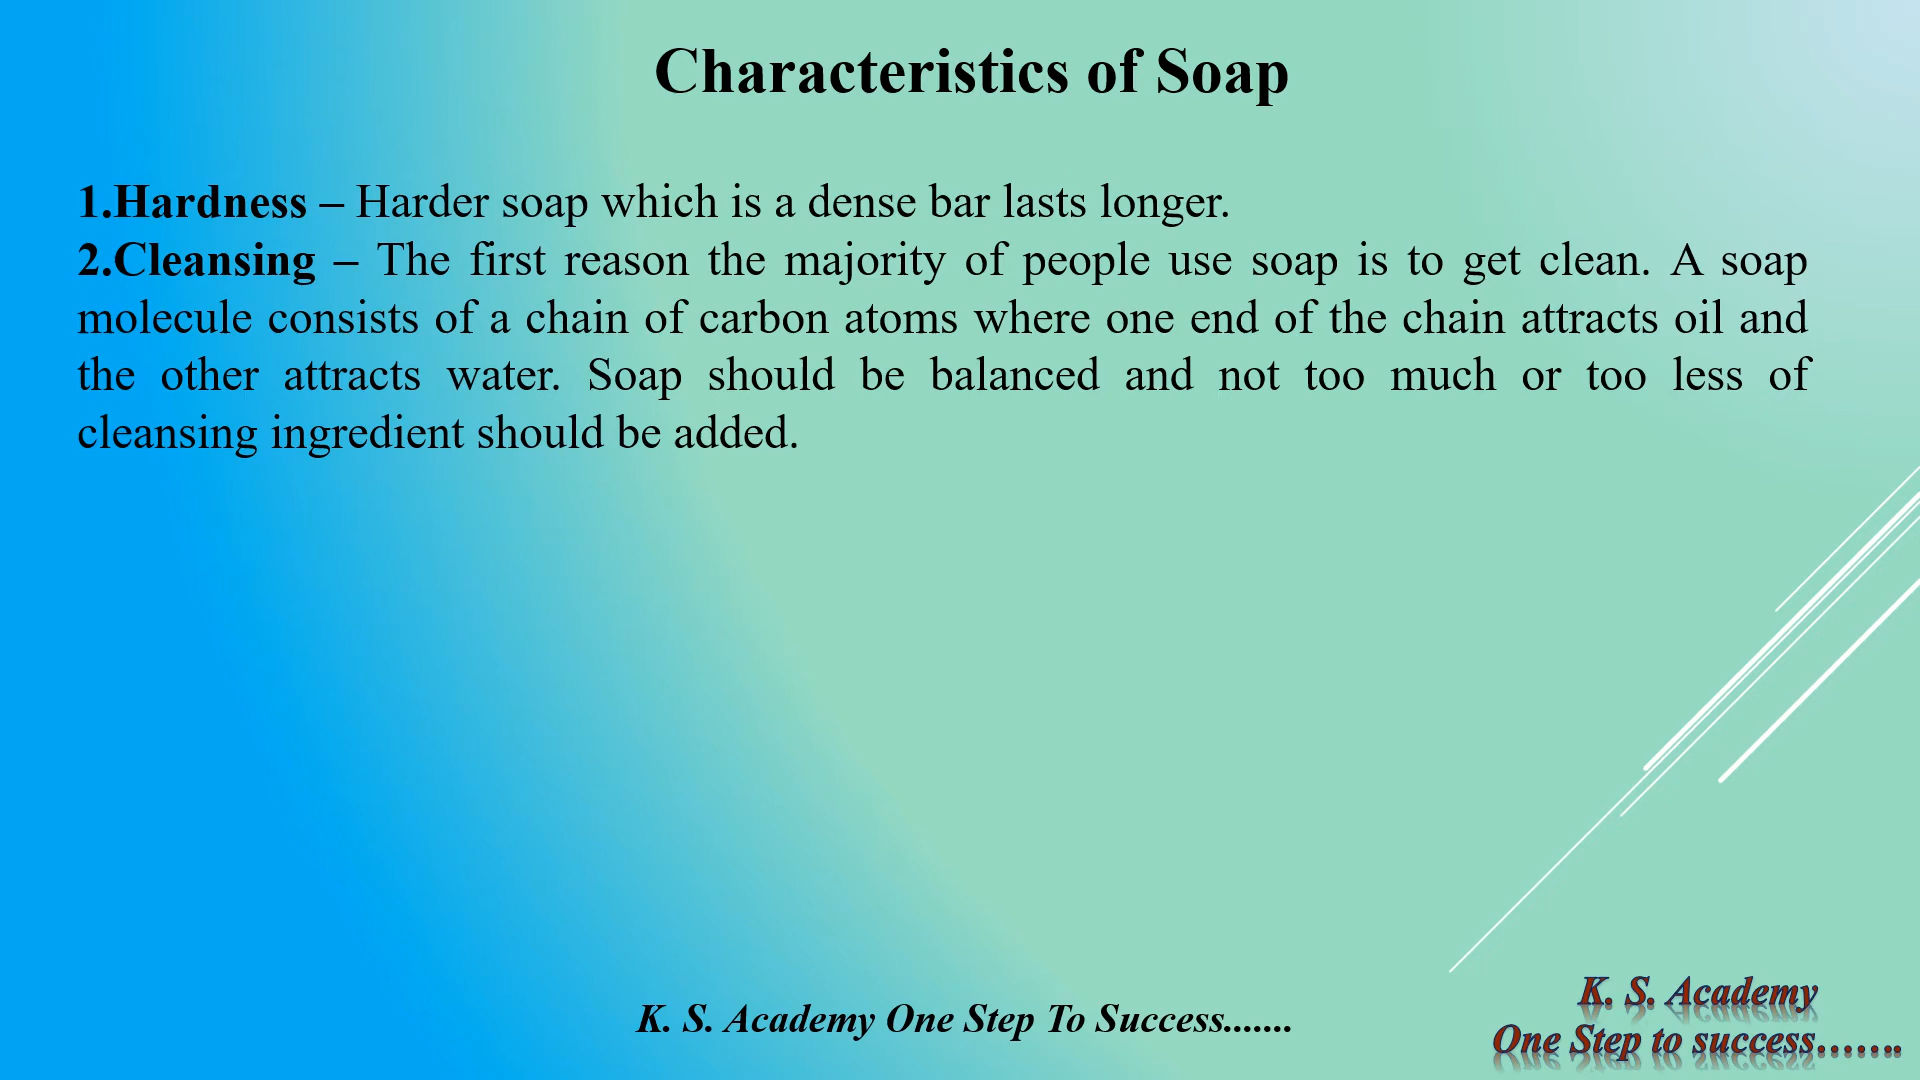 Characteristics of Soap
1.Hardness – Harder soap which is a dense bar lasts longer.
2.Cleansing – The first reason the majority of people use soap is to get clean. A soap
molecule consists of a chain of carbon atoms where one end of the chain attracts oil and
the other attracts water. Soap should be balanced and not too much or too less of
cleansing ingredient should be added.
K. S. Academy One Step To Success.......
K. S. Academy
One Step to success…….